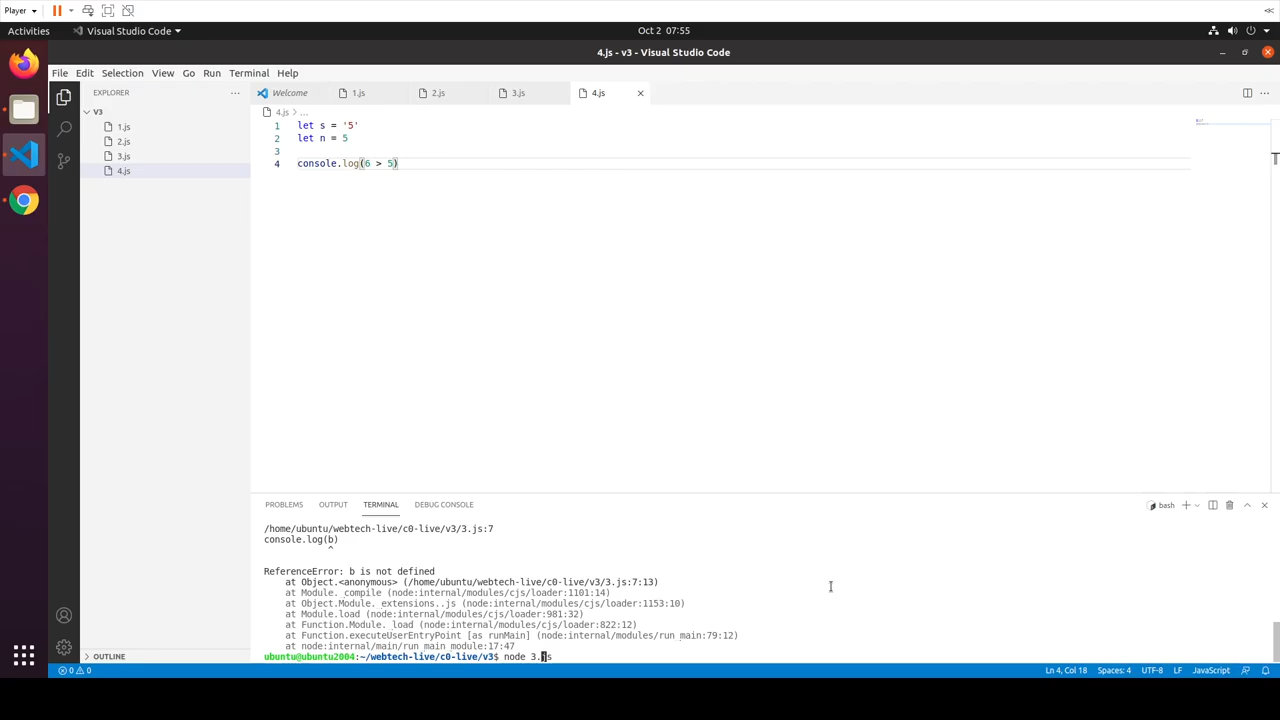 Player
Activities
Visual Studio Code
Oct 2 07:55
4.js - v3 - Visual Studio Code
File Edit Selection View Go Run Terminal Help
EXPLORER
Welcome 1.js 2.js 3.js 4.js
V3
1.js
2.js
3.js
4.js
4.js > ...
1 let s = '5'
2 let n = 5
3
4 console.log(6 > 5)
PROBLEMS OUTPUT TERMINAL DEBUG CONSOLE
bash
/home/ubuntu/webtech-live/c0-live/v3/3.js:7
console.log(b)
^
ReferenceError: b is not defined
at Object.<anonymous> (/home/ubuntu/webtech-live/c0-live/v3/3.js:7:13)
at Module._compile (node:internal/modules/cjs/loader:1101:14)
at Object.Module._extensions..js (node:internal/modules/cjs/loader:1153:10)
at Module.load (node:internal/modules/cjs/loader:981:32)
at Function.Module._load (node:internal/modules/cjs/loader:822:12)
at Function.executeUserEntryPoint [as runMain] (node:internal/modules/run_main:79:12)
at node:internal/main/run_main_module:17:47
ubuntu@ubuntu2004:~/webtech-live/c0-live/v3$ node 3.js
OUTLINE
0 0
Ln 4, Col 18 Spaces: 4 UTF-8 LF JavaScript